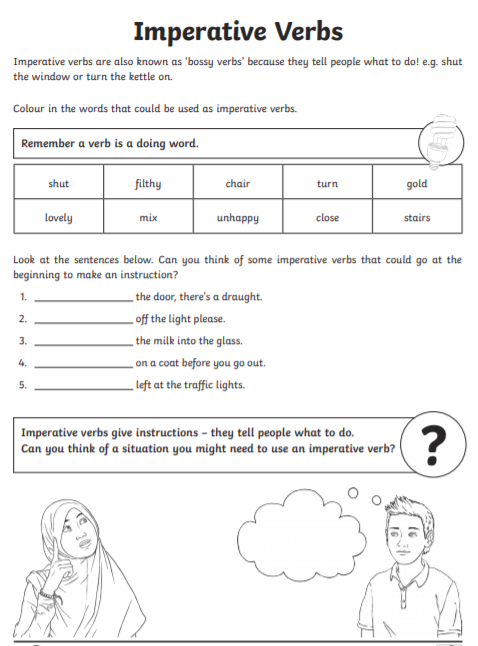 Imperative Verbs
Imperative verbs are also known as ‘bossy verbs’ because they tell people what to do! e.g. shut
the window or turn the kettle on.
Colour in the words that could be used as imperative verbs.
Remember a verb is a doing word.
shut filthy chair turn gold
lovely mix unhappy close stairs
Look at the sentences below. Can you think of some imperative verbs that could go at the
beginning to make an instruction?
1. _______________ the door, there’s a draught.
2. _______________ off the light please.
3. _______________ the milk into the glass.
4. _______________ on a coat before you go out.
5. _______________ left at the traffic lights.
Imperative verbs give instructions – they tell people what to do.
Can you think of a situation you might need to use an imperative verb?
?